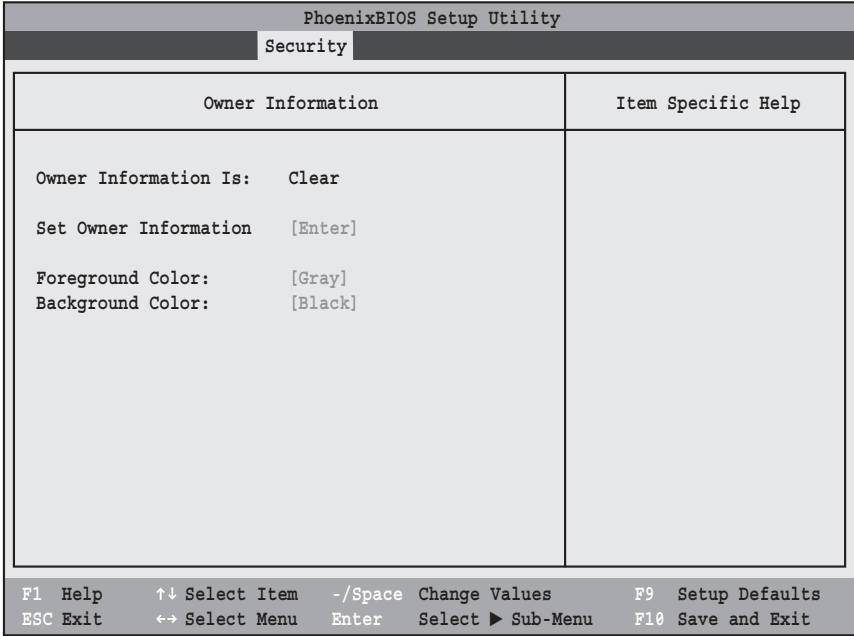 PhoenixBIOS Setup Utility
Security
Owner Information
Item Specific Help
Owner Information Is: Clear
Set Owner Information [Enter]
Foreground Color: [Gray]
Background Color: [Black]
F1 Help ↑↓ Select Item -/Space Change Values F9 Setup Defaults
ESC Exit ←→ Select Menu Enter Select ▶ Sub-Menu F10 Save and Exit